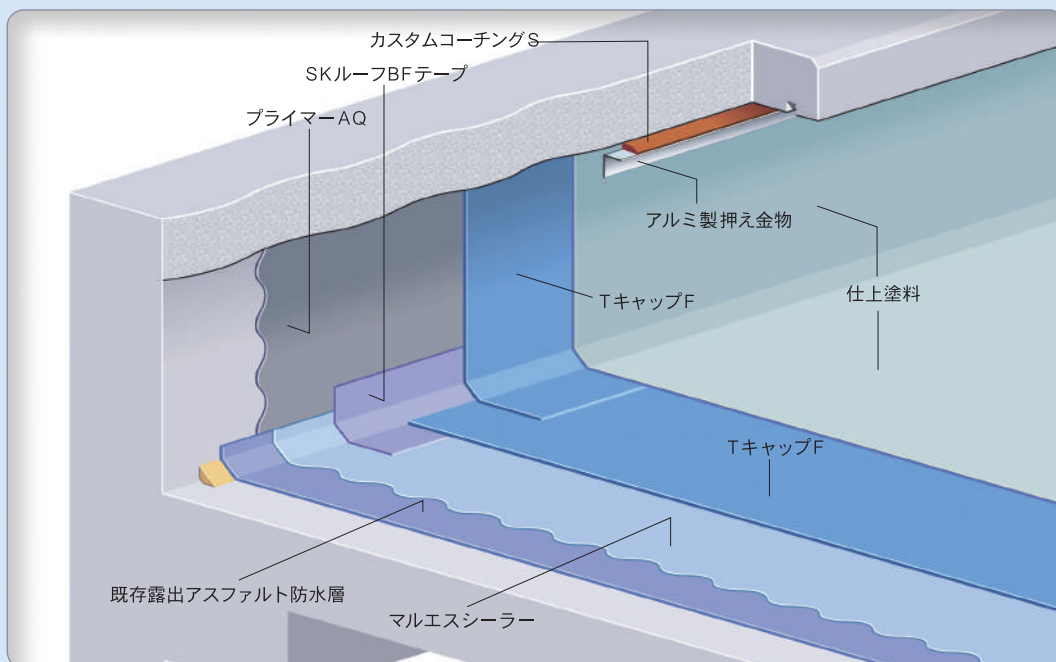 カスタムコーチングS
SKルーフBFテープ
プライマーAQ
アルミ製押え金物
TキャップF
仕上塗料
TキャップF
既存露出アスファルト防水層
マルエスシーラー